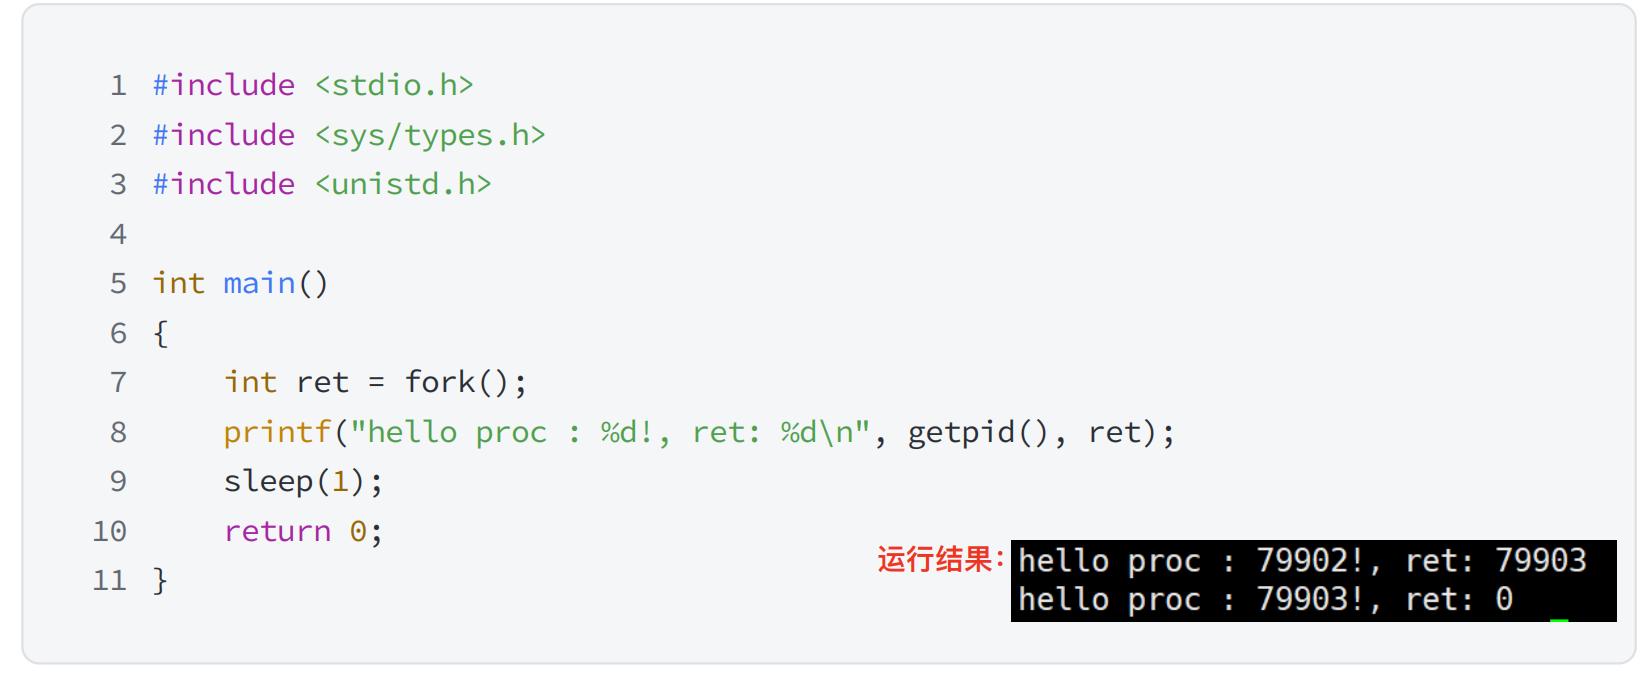 1 #include <stdio.h>
2 #include <sys/types.h>
3 #include <unistd.h>
4
5 int main()
6 {
7     int ret = fork();
8     printf("hello proc : %d!, ret: %d\n", getpid(), ret);
9     sleep(1);
10     return 0;
11 }
运行结果：
hello proc : 79902!, ret: 79903
hello proc : 79903!, ret: 0